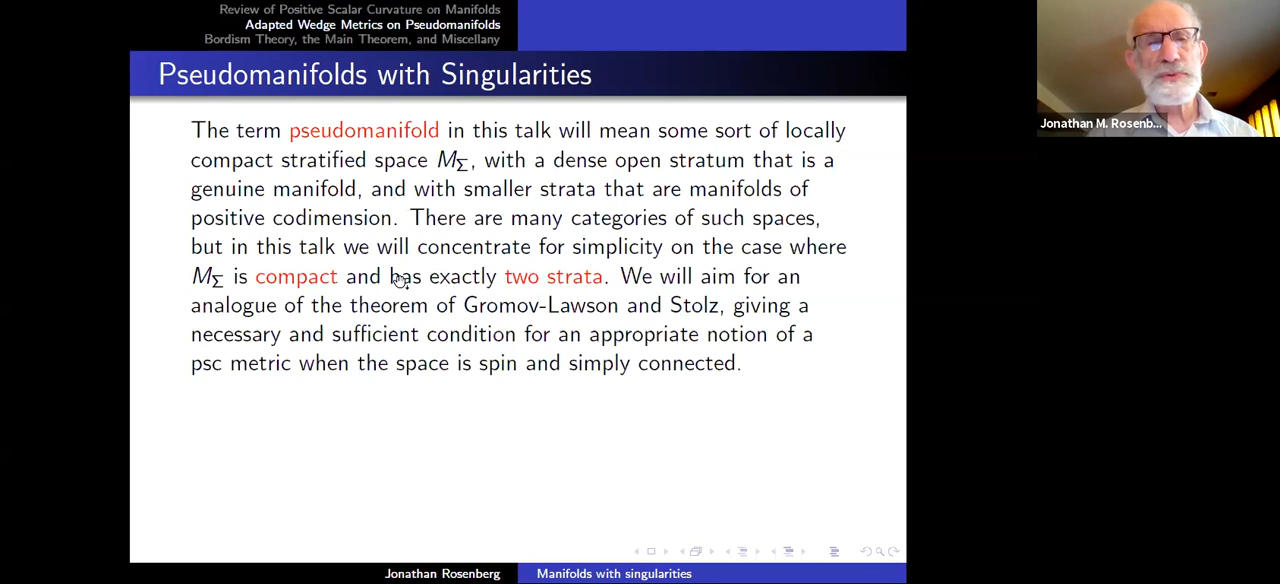 Review of Positive Scalar Curvature on Manifolds
Adapted Wedge Metrics on Pseudomanifolds
Bordism Theory, the Main Theorem, and Miscellany
Pseudomanifolds with Singularities
The term pseudomanifold in this talk will mean some sort of locally
compact stratified space M_Σ, with a dense open stratum that is a
genuine manifold, and with smaller strata that are manifolds of
positive codimension. There are many categories of such spaces,
but in this talk we will concentrate for simplicity on the case where
M_Σ is compact and has exactly two strata. We will aim for an
analogue of the theorem of Gromov-Lawson and Stolz, giving a
necessary and sufficient condition for an appropriate notion of a
psc metric when the space is spin and simply connected.
Jonathan Rosenberg
Manifolds with singularities
Jonathan M. Rosenb...